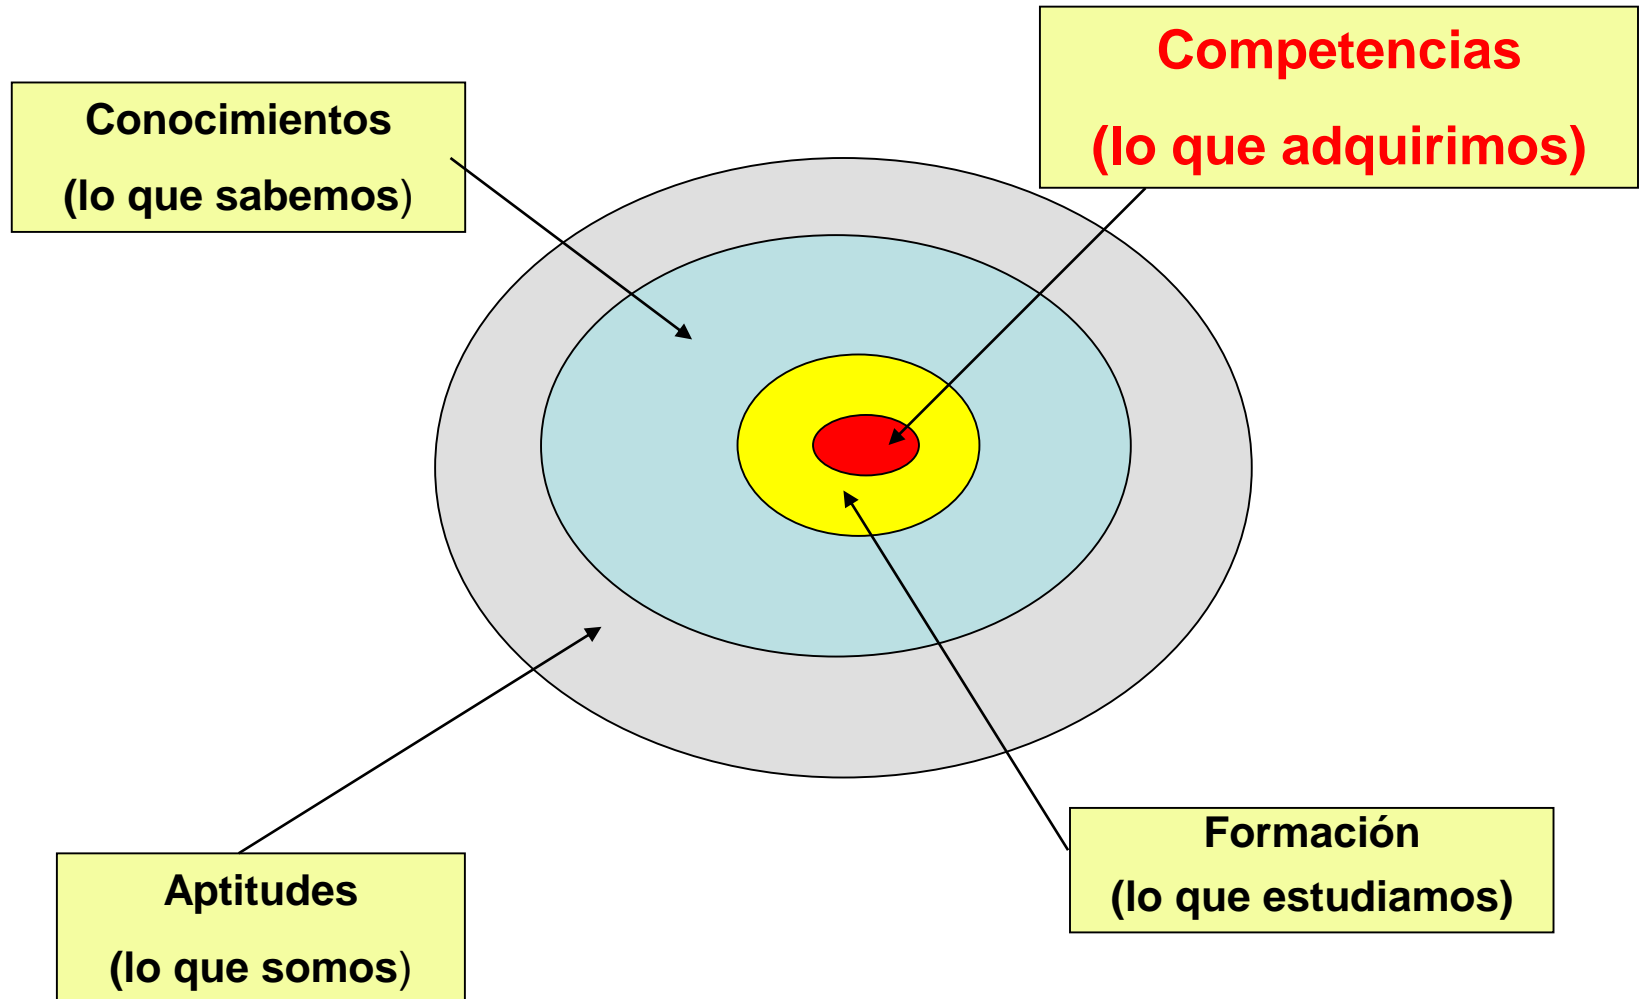 Competencias
(lo que adquirimos)
Conocimientos
(lo que sabemos)
Formación
(lo que estudiamos)
Aptitudes
(lo que somos)